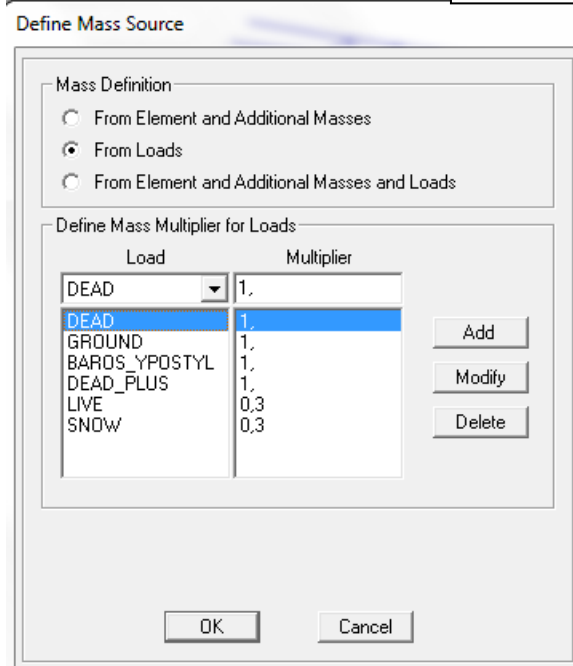 Define Mass Source
Mass Definition
From Element and Additional Masses
From Loads
From Element and Additional Masses and Loads
Define Mass Multiplier for Loads
Load Multiplier
DEAD 1,
DEAD 1,
GROUND 1,
BAROS_YPOSTYL 1,
DEAD_PLUS 1,
LIVE 0,3
SNOW 0,3
Add
Modify
Delete
OK Cancel